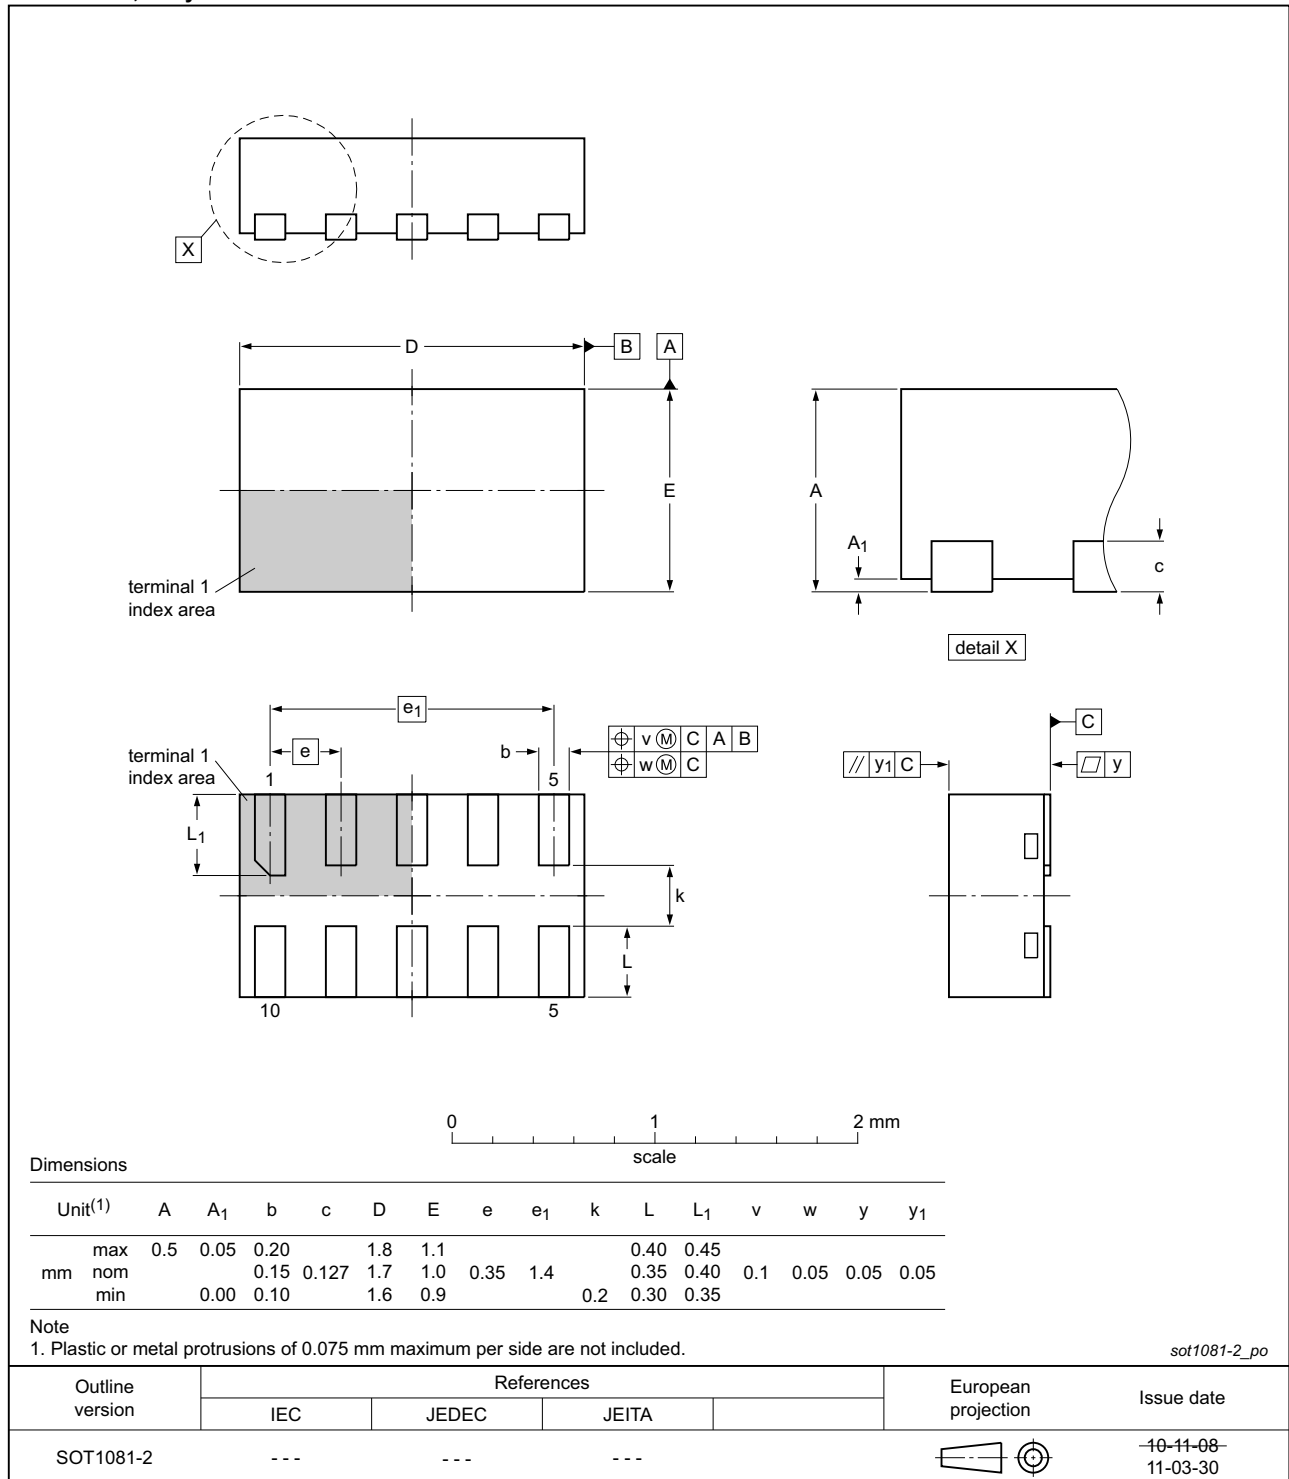 X
D
B
A
E
terminal 1
index area
A
A1
c
detail X
e1
e
b
v M C A B
w M C
terminal 1
index area
1
5
L1
k
L
10
5
C
// y1 C
y
0 1 2 mm
scale
Dimensions
Unit(1) A A1 b c D E e e1 k L L1 v w y y1
max 0.5 0.05 0.20 1.8 1.1 0.40 0.45
mm nom 0.15 0.127 1.7 1.0 0.35 1.4 0.35 0.40 0.1 0.05 0.05 0.05
min 0.00 0.10 1.6 0.9 0.2 0.30 0.35
Note
1. Plastic or metal protrusions of 0.075 mm maximum per side are not included.
sot1081-2_po
Outline version
References
IEC JEDEC JEITA
European projection
Issue date
SOT1081-2 - - - - - - - - -
10-11-08
11-03-30